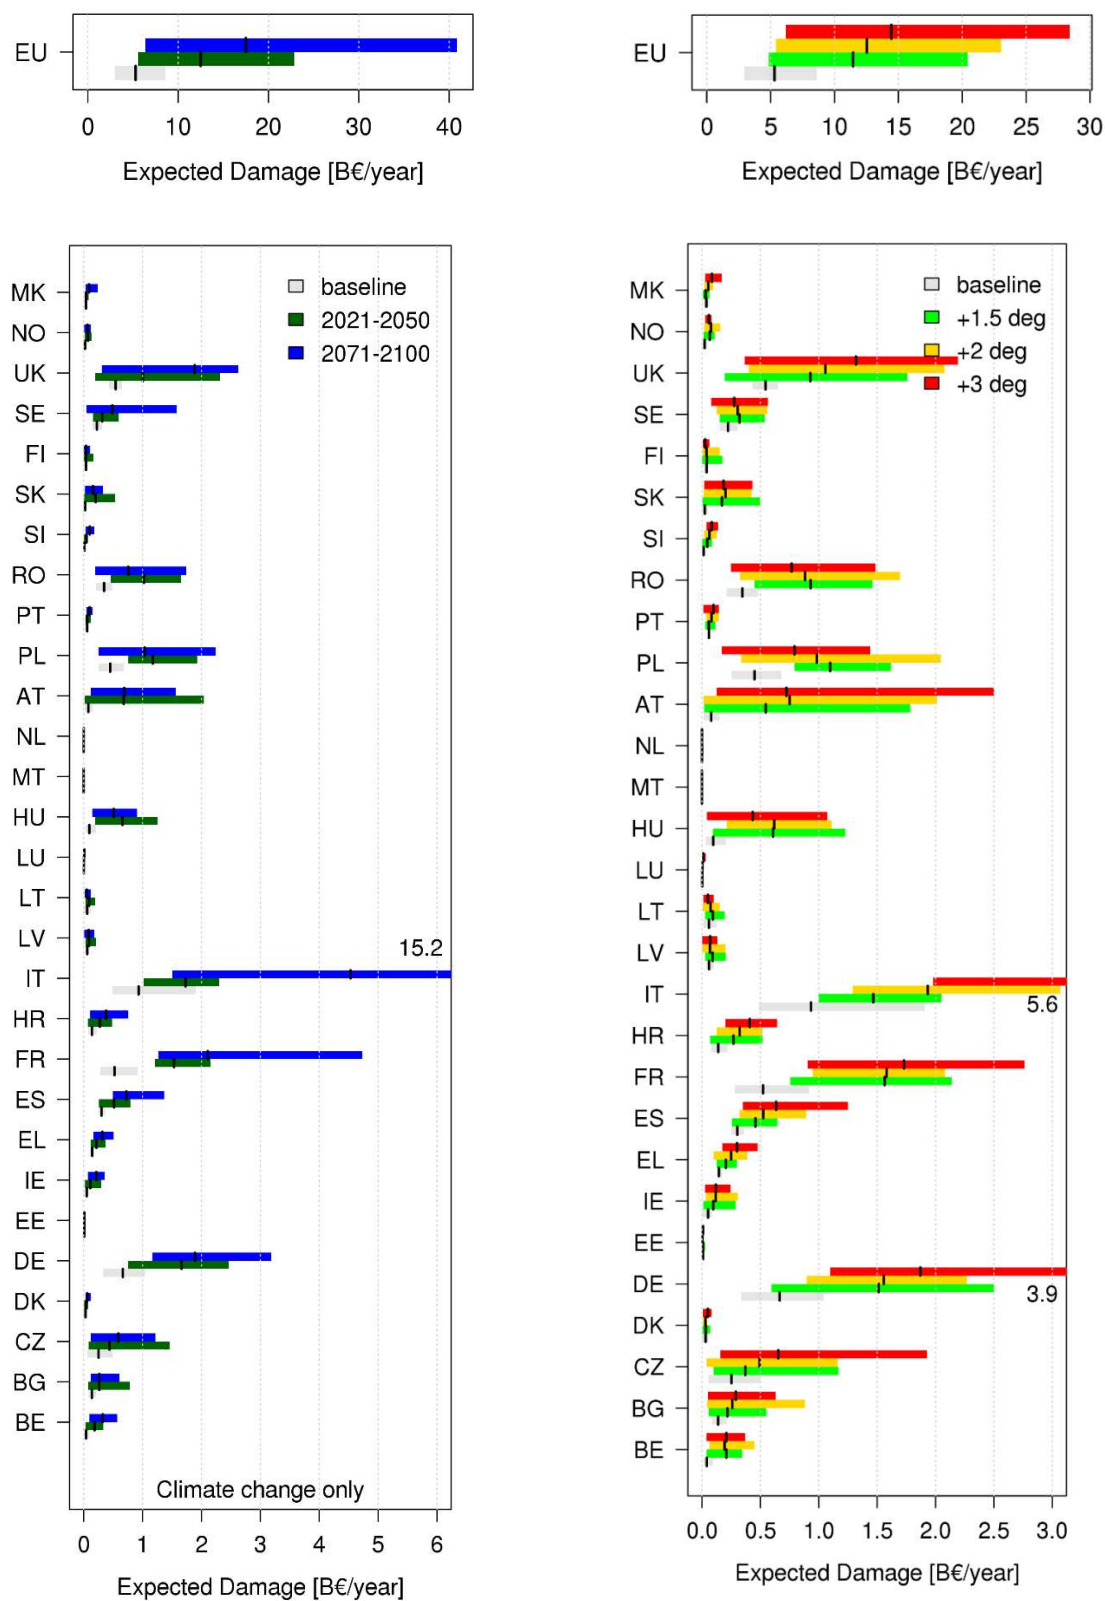 EU
0 10 20 30 40
Expected Damage [B€/year]
EU
0 5 10 15 20 25 30
Expected Damage [B€/year]
baseline
2021-2050
2071-2100
MK
NO
UK
SE
FI
SK
SI
RO
PT
PL
AT
NL
MT
HU
LU
LT
LV
15.2
IT
HR
FR
ES
EL
IE
EE
DE
DK
CZ
BG
BE
Climate change only
0 1 2 3 4 5 6
Expected Damage [B€/year]
baseline
+1.5 deg
+2 deg
+3 deg
MK
NO
UK
SE
FI
SK
SI
RO
PT
PL
AT
NL
MT
HU
LU
LT
LV
IT
5.6
HR
FR
ES
EL
IE
EE
DE
3.9
DK
CZ
BG
BE
0.0 0.5 1.0 1.5 2.0 2.5 3.0
Expected Damage [B€/year]